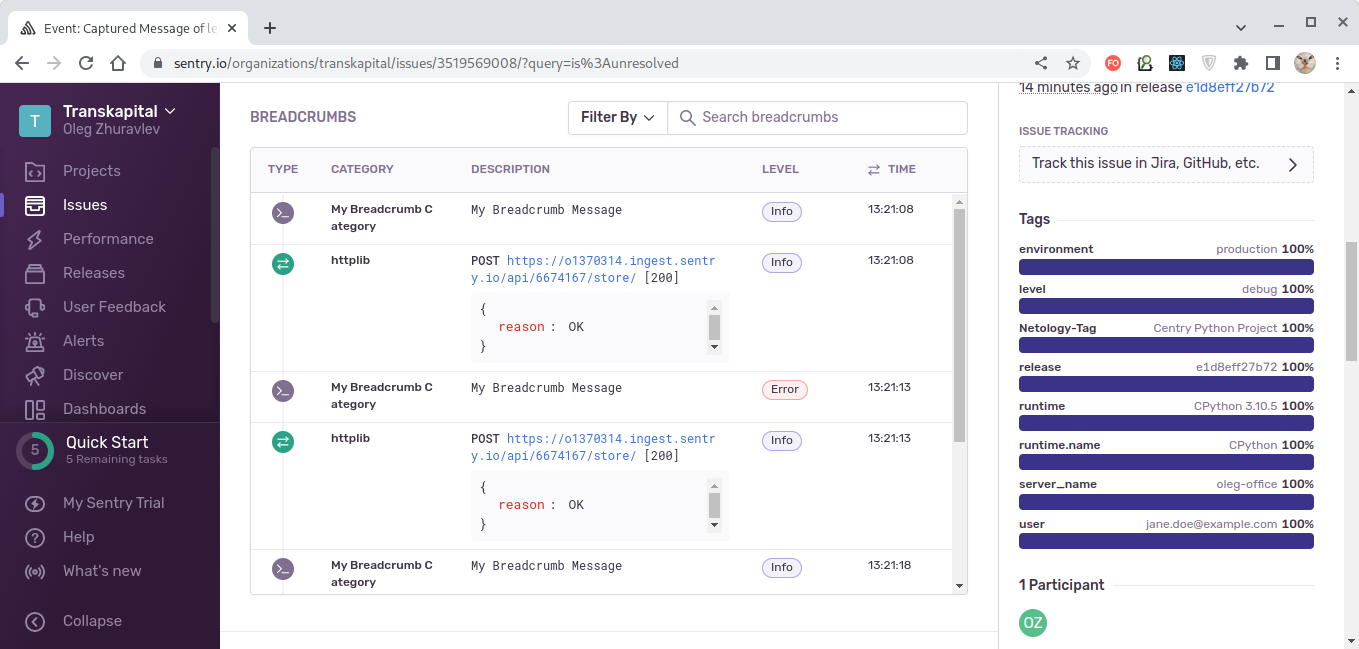 Event: Captured Message of le
sentry.io/organizations/transkapital/issues/3519569008/?query=is%3Aunresolved
FO
T
Transkapital
Oleg Zhuravlev
Projects
Issues
Performance
Releases
User Feedback
Alerts
Discover
Dashboards
5
Quick Start
5 Remaining tasks
My Sentry Trial
Help
What's new
Collapse
BREADCRUMBS
Filter By
Search breadcrumbs
TYPE CATEGORY DESCRIPTION LEVEL TIME
My Breadcrumb C
ategory
My Breadcrumb Message
Info
13:21:08
httplib
POST https://o1370314.ingest.sentr
y.io/api/6674167/store/ [200]
{
reason : OK
}
Info
13:21:08
My Breadcrumb C
ategory
My Breadcrumb Message
Error
13:21:13
httplib
POST https://o1370314.ingest.sentr
y.io/api/6674167/store/ [200]
{
reason : OK
}
Info
13:21:13
My Breadcrumb C
ategory
My Breadcrumb Message
Info
13:21:18
14 minutes ago in release e1d8eff27b72
ISSUE TRACKING
Track this issue in Jira, GitHub, etc.
Tags
environment production 100%
level debug 100%
Netology-Tag Centry Python Project 100%
release e1d8eff27b72 100%
runtime CPython 3.10.5 100%
runtime.name CPython 100%
server_name oleg-office 100%
user jane.doe@example.com 100%
1 Participant
OZ